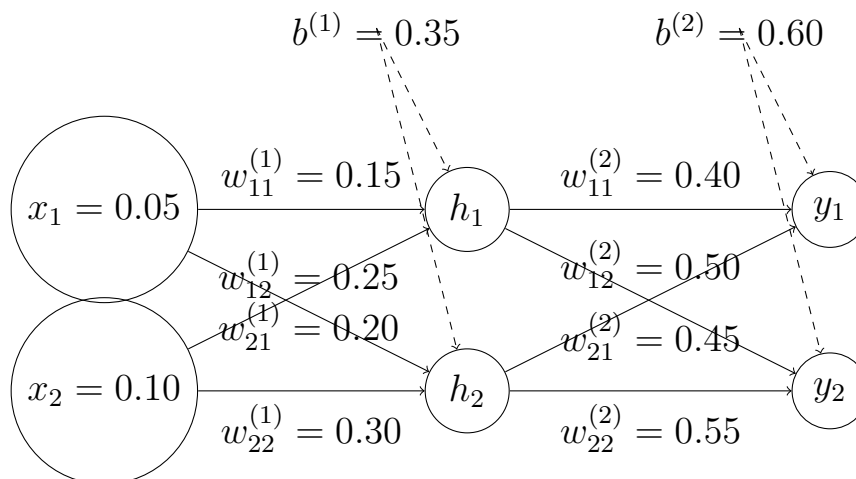 b^{(1)} = 0.35 b^{(2)} = 0.60
w_{11}^{(1)} = 0.15 w_{11}^{(2)} = 0.40
x_1 = 0.05 h_1 y_1
w_{12}^{(1)} = 0.25 w_{12}^{(2)} = 0.50
w_{21}^{(1)} = 0.20 w_{21}^{(2)} = 0.45
x_2 = 0.10 h_2 y_2
w_{22}^{(1)} = 0.30 w_{22}^{(2)} = 0.55